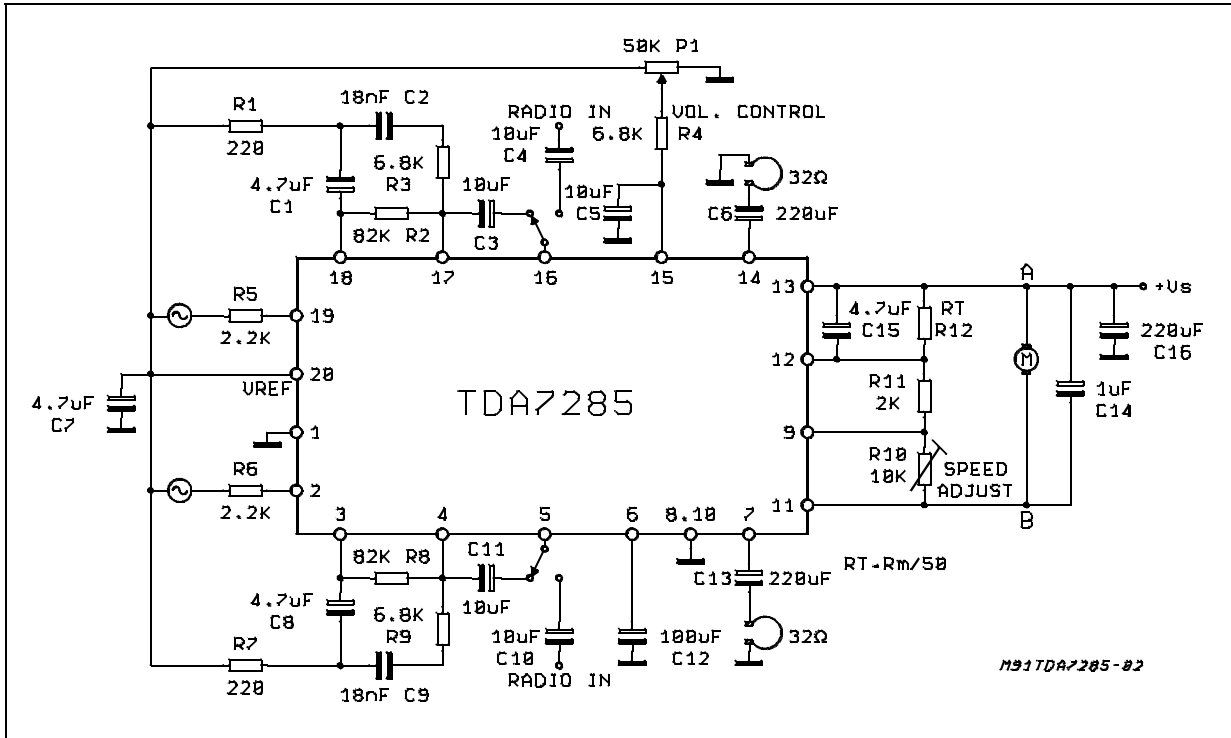 50K P1
R1
18nF C2
RADIO IN
VOL. CONTROL
10uF
C4
6.8K
R4
220
6.8K
R3
4.7uF
C1
10uF
C3
10uF
C5
32Ω
C6
220uF
82K R2
18
17
16
15
14
13
A
+Vs
R5
2.2K
19
4.7uF
C15
RT
R12
220uF
C16
12
M
VREF
20
TDA7285
R11
2K
1uF
C14
4.7uF
C7
1
9
R6
2.2K
2
R10
10K
SPEED
ADJUST
11
B
3
4
5
6
8.10
7
82K R8
C11
10uF
C13
220uF
RT=Rm/50
4.7uF
C8
6.8K
R9
10uF
C10
100uF
C12
32Ω
R7
220
18nF C9
RADIO IN
M91TDA7285-02